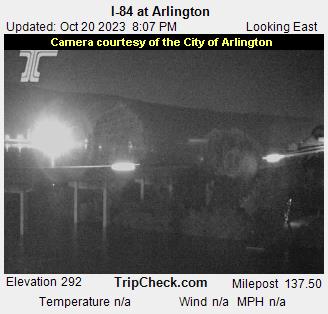 I-84 at Arlington
Updated: Oct 20 2023 8:07 PM Looking East
Camera courtesy of the City of Arlington
Elevation 292 TripCheck.com Milepost 137.50
Temperature n/a Wind n/a MPH n/a